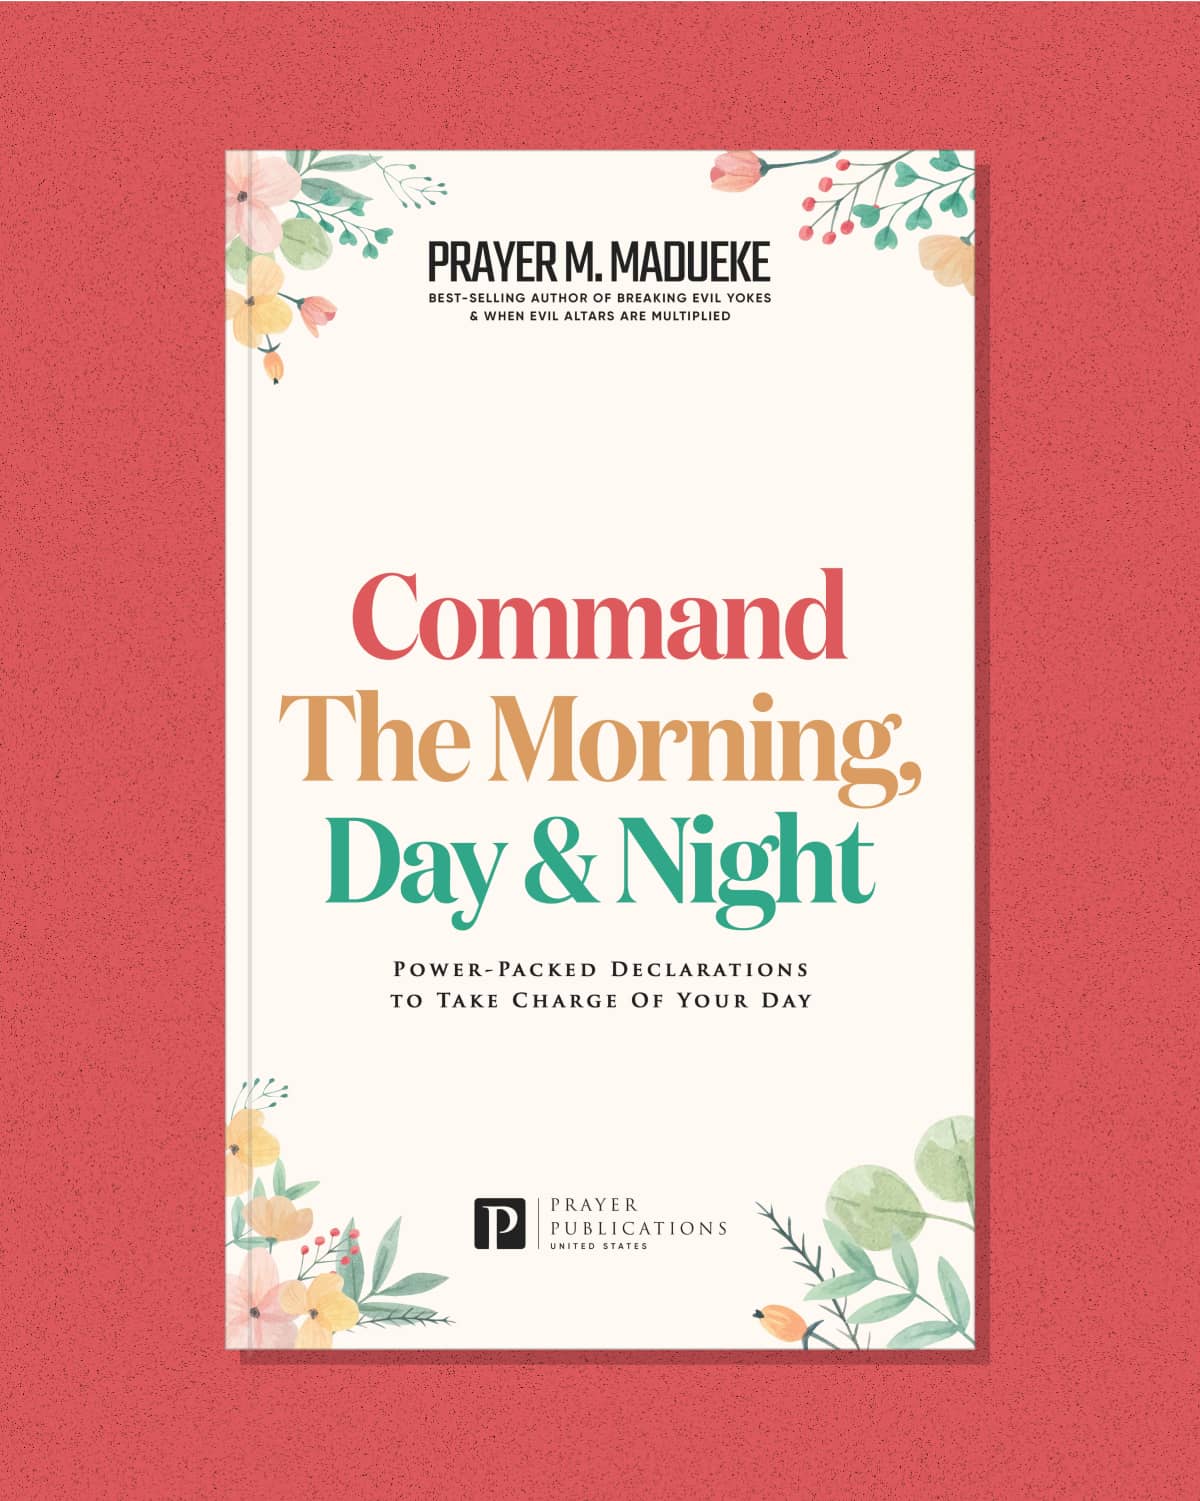 PRAYER M. MADUEKE
BEST-SELLING AUTHOR OF BREAKING EVIL YOKES
& WHEN EVIL ALTARS ARE MULTIPLIED
Command
The Morning,
Day & Night
POWER-PACKED DECLARATIONS
TO TAKE CHARGE OF YOUR DAY
P
PRAYER
PUBLICATIONS
UNITED STATES